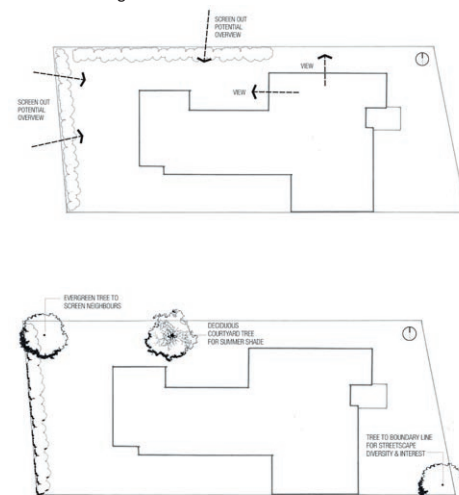 SCREEN OUT
POTENTIAL
OVERVIEW
VIEW
VIEW
SCREEN OUT
POTENTIAL
OVERVIEW
EVERGREEN TREE TO
SCREEN NEIGHBOURS
DECIDUOUS
COURTYARD TREE
FOR SUMMER SHADE
TREE TO BOUNDARY LINE
FOR STREETSCAPE
DIVERSITY & INTEREST